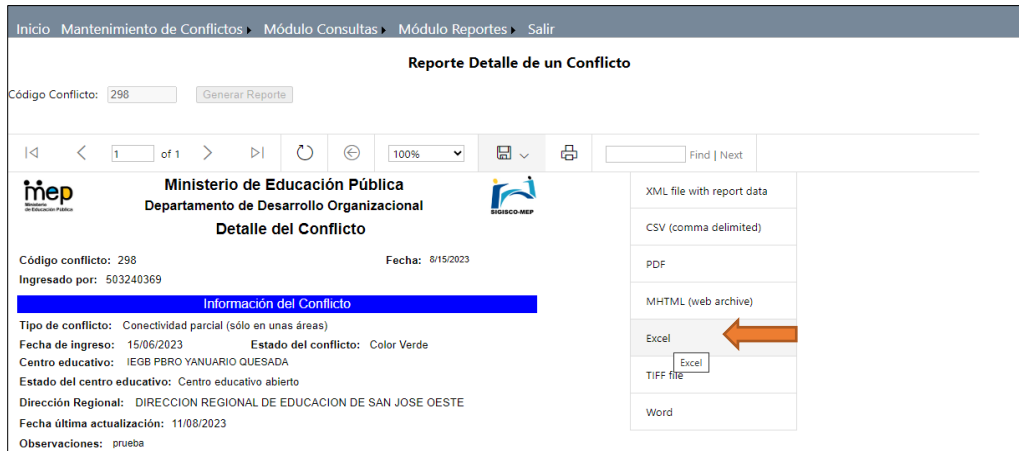 Inicio Mantenimiento de Conflictos Módulo Consultas Módulo Reportes Salir
Reporte Detalle de un Conflicto
Código Conflicto: 298 Generar Reporte
1 of 1 100% Find | Next
mep
Ministerio
de Educación Pública
Ministerio de Educación Pública
Departamento de Desarrollo Organizacional
Detalle del Conflicto
SIGISCO-MEP
Código conflicto: 298 Fecha: 8/15/2023
Ingresado por: 503240369
Información del Conflicto
Tipo de conflicto: Conectividad parcial (sólo en unas áreas)
Fecha de ingreso: 15/06/2023 Estado del conflicto: Color Verde
Centro educativo: IEGB PBRO YANUARIO QUESADA
Estado del centro educativo: Centro educativo abierto
Dirección Regional: DIRECCION REGIONAL DE EDUCACION DE SAN JOSE OESTE
Fecha última actualización: 11/08/2023
Observaciones: prueba
XML file with report data
CSV (comma delimited)
PDF
MHTML (web archive)
Excel
Excel
TIFF file
Word